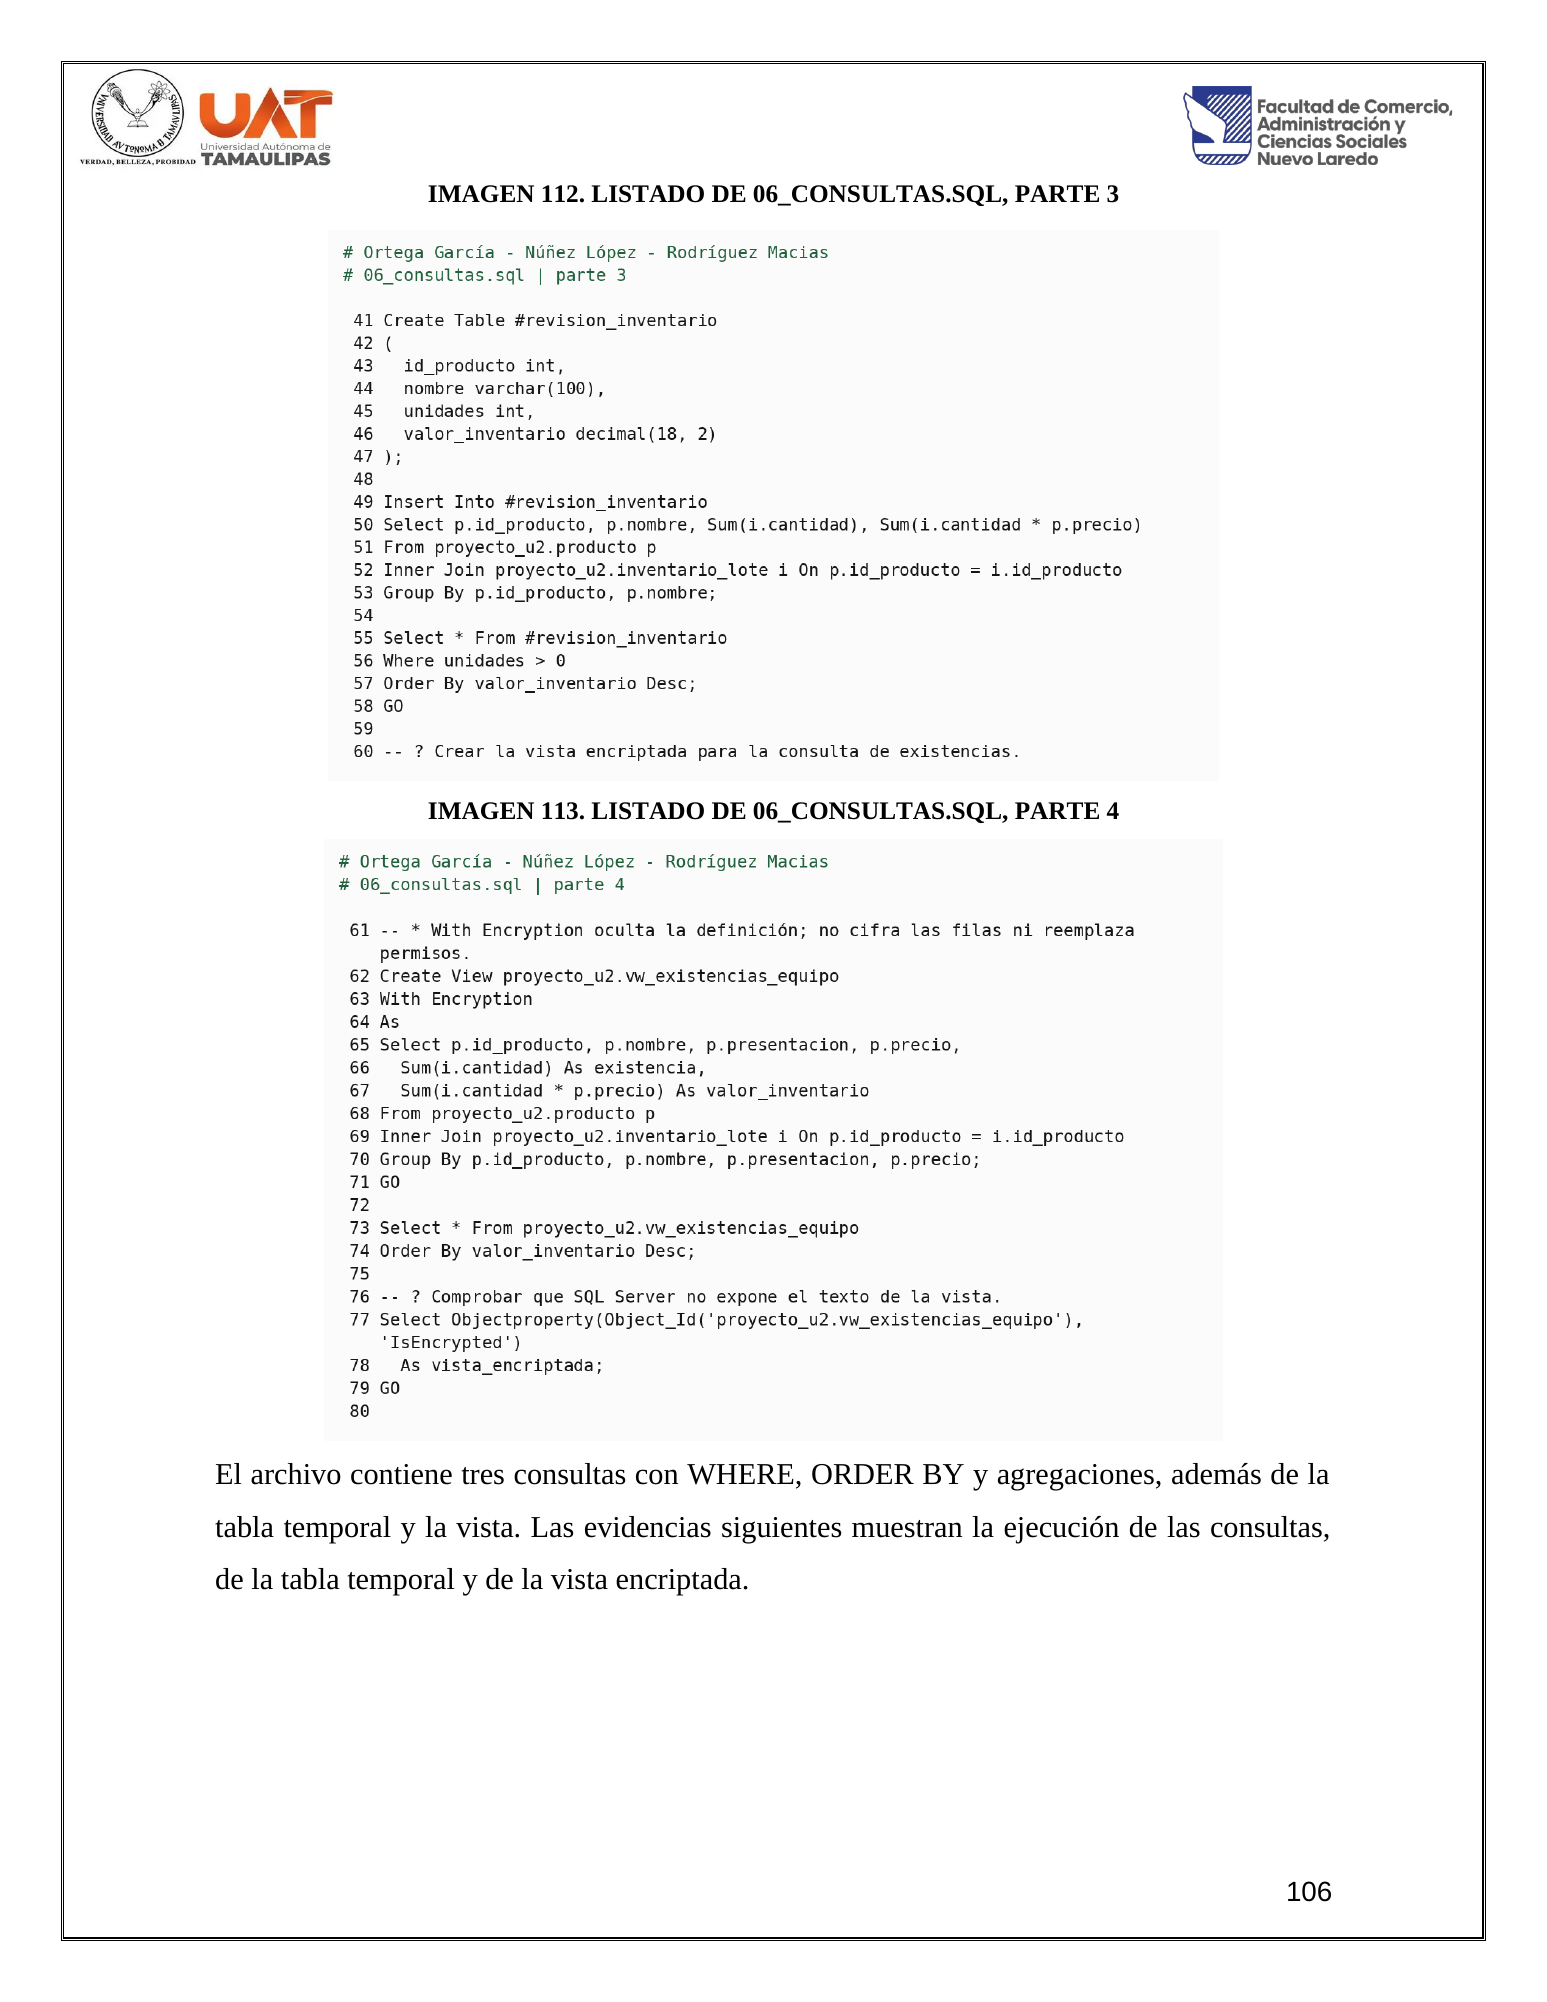 UNIVERSIDAD AVTONOMA D TAMAVLIPAS
VERDAD, BELLEZA, PROBIDAD
UAT
Universidad Autónoma de
TAMAULIPAS
Facultad de Comercio,
Administración y
Ciencias Sociales
Nuevo Laredo
IMAGEN 112. LISTADO DE 06_CONSULTAS.SQL, PARTE 3
# Ortega García - Núñez López - Rodríguez Macias
# 06_consultas.sql | parte 3
41 Create Table #revision_inventario
42 (
43   id_producto int,
44   nombre varchar(100),
45   unidades int,
46   valor_inventario decimal(18, 2)
47 );
48
49 Insert Into #revision_inventario
50 Select p.id_producto, p.nombre, Sum(i.cantidad), Sum(i.cantidad * p.precio)
51 From proyecto_u2.producto p
52 Inner Join proyecto_u2.inventario_lote i On p.id_producto = i.id_producto
53 Group By p.id_producto, p.nombre;
54
55 Select * From #revision_inventario
56 Where unidades > 0
57 Order By valor_inventario Desc;
58 GO
59
60 -- ? Crear la vista encriptada para la consulta de existencias.
IMAGEN 113. LISTADO DE 06_CONSULTAS.SQL, PARTE 4
# Ortega García - Núñez López - Rodríguez Macias
# 06_consultas.sql | parte 4
61 -- * With Encryption oculta la definición; no cifra las filas ni reemplaza
permisos.
62 Create View proyecto_u2.vw_existencias_equipo
63 With Encryption
64 As
65 Select p.id_producto, p.nombre, p.presentacion, p.precio,
66   Sum(i.cantidad) As existencia,
67   Sum(i.cantidad * p.precio) As valor_inventario
68 From proyecto_u2.producto p
69 Inner Join proyecto_u2.inventario_lote i On p.id_producto = i.id_producto
70 Group By p.id_producto, p.nombre, p.presentacion, p.precio;
71 GO
72
73 Select * From proyecto_u2.vw_existencias_equipo
74 Order By valor_inventario Desc;
75
76 -- ? Comprobar que SQL Server no expone el texto de la vista.
77 Select Objectproperty(Object_Id('proyecto_u2.vw_existencias_equipo'),
'IsEncrypted')
78   As vista_encriptada;
79 GO
80
El archivo contiene tres consultas con WHERE, ORDER BY y agregaciones, además de la
tabla temporal y la vista. Las evidencias siguientes muestran la ejecución de las consultas,
de la tabla temporal y de la vista encriptada.
106